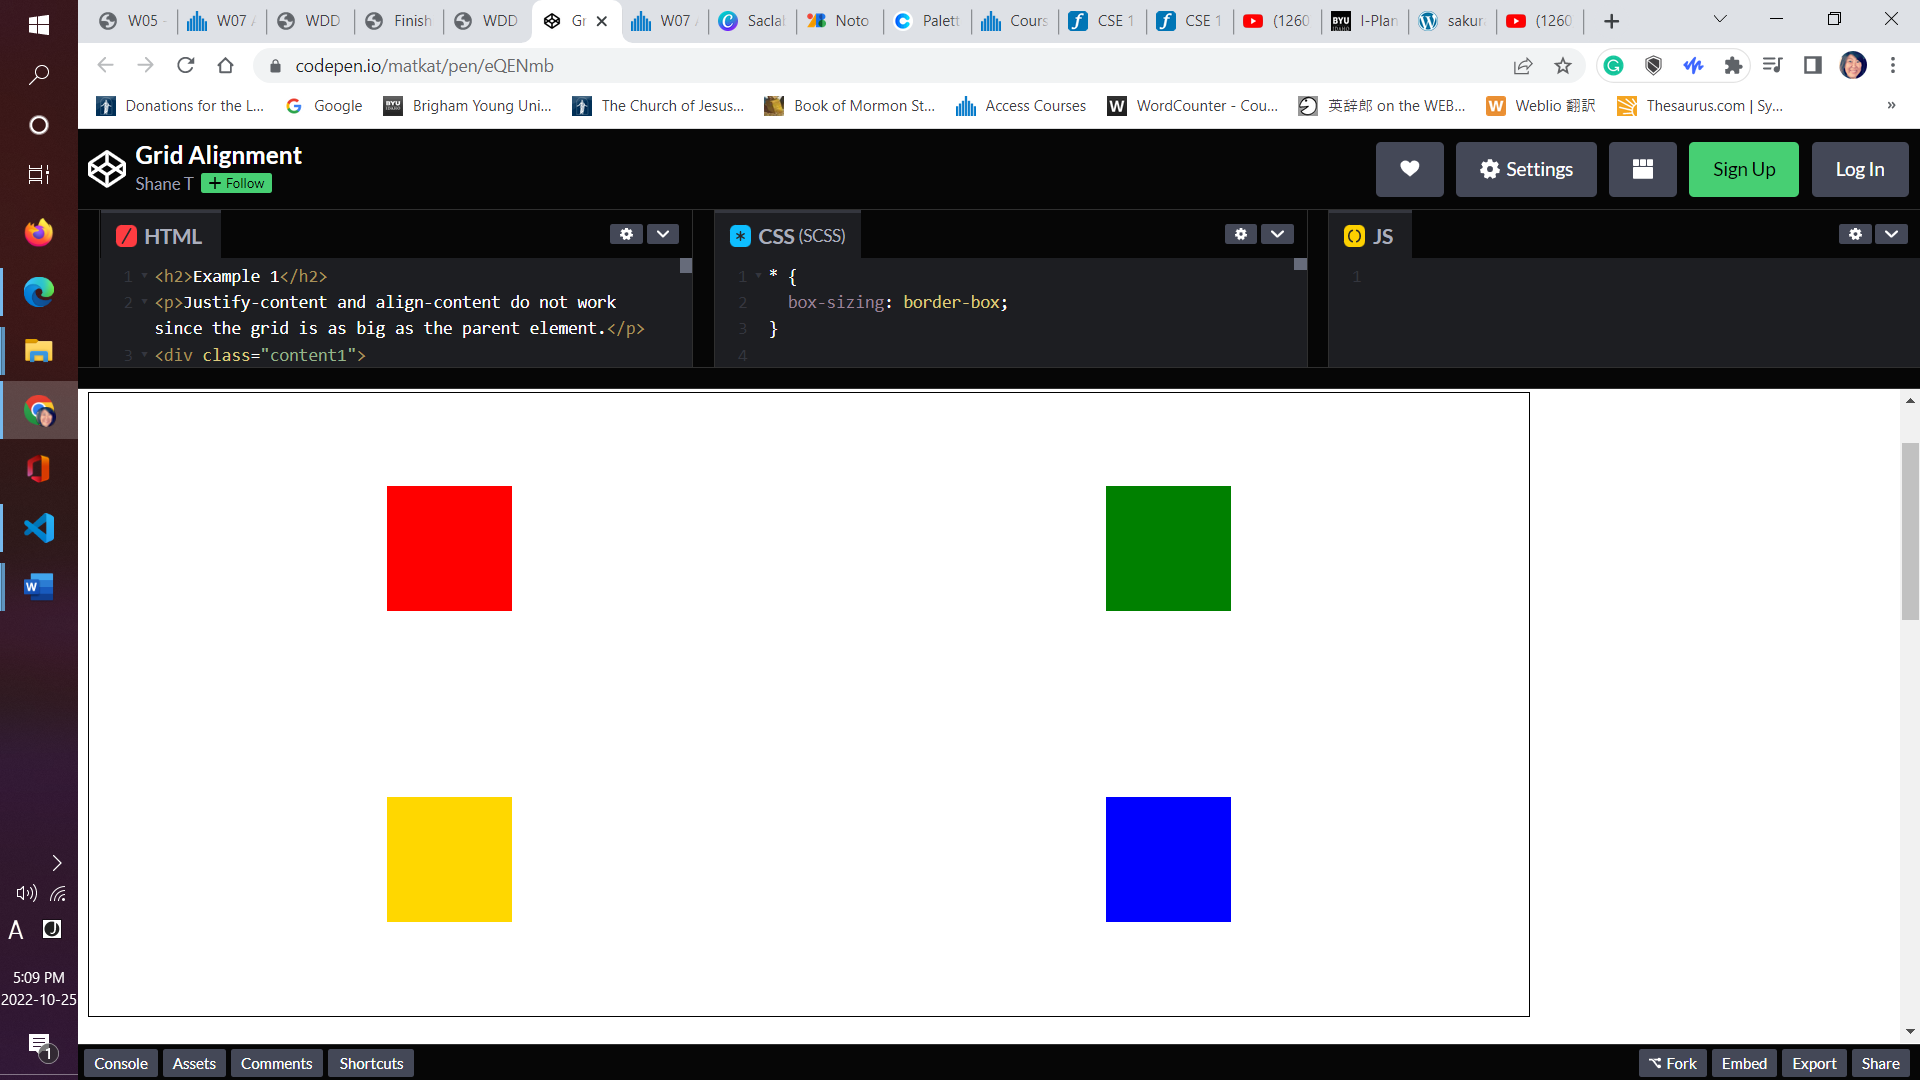 W05 -
W07 A
WDD
Finish
WDD
Gr
W07 A
Saclab
Noto
Palett
Cours
CSE 1
CSE 1
(1260
BYU
I-Plan
sakura
(1260
codepen.io/matkat/pen/eQENmb
Donations for the L...
Google
BYU
Brigham Young Uni...
The Church of Jesus...
Book of Mormon St...
Access Courses
W
WordCounter - Cou...
英辞郎 on the WEB...
Weblio 翻訳
Thesaurus.com | Sy...
»
Grid Alignment
Shane T + Follow
Settings
Sign Up
Log In
HTML
CSS (SCSS)
JS
1 <h2>Example 1</h2>
2 <p>Justify-content and align-content do not work
since the grid is as big as the parent element.</p>
3 <div class="content1">
1 * {
2 box-sizing: border-box;
3 }
4
1
A
5:09 PM
2022-10-25
1
Console
Assets
Comments
Shortcuts
Fork
Embed
Export
Share